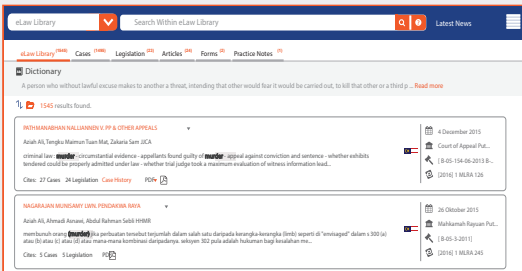 eLaw Library Search Within eLaw Library Latest News
eLaw Library (1545) Cases Legislation (23) Articles (24) Forms Practice Notes (1)
Dictionary
A person who without lawful excuse makes to another a threat, intending that other would fear it would be carried out, to kill that other or a third p ... Read more
1545 results found.
PATHMANABHAN NALLIANNEN V. PP & OTHER APPEALS
Aziah Ali, Tengku Maimun Tuan Mat, Zakaria Sam JJCA
criminal law : murder - circumstantial evidence - appellants found guilty of murder - appeal against conviction and sentence - whether exhibits
tendered could be properly admitted under law - whether trial judge took a maximum evaluation of witness information lead...
Cites: 27 Cases 24 Legislation Case History PDF
4 Disember 2015
Court of Appeal Put...
[ B-05-154-06-2013 B-..
[2016] 1 MLRA 126
NAGARAJAN MUNISAMY LWN. PENDAKWA RAYA
Aziah Ali, Ahmadi Asnawi, Abdul Rahman Sebli HHMR
membunuh orang (murder) jika perbuatan tersebut terjumlah dalam salah satu daripada kerangka-kerangka (limb) seperti di "envisaged" dalam s 300 (a)
atau (b) atau (c) atau (d) atau mana-mana kombinasi daripadanya. seksyen 302 pula adalah hukuman bagi kesalahan me...
Cites: 5 Cases 5 Legislation PDF
26 Oktober 2015
Mahkamah Rayuan Put...
[ B-05-3-2011]
[2016] 1 MLRA 245